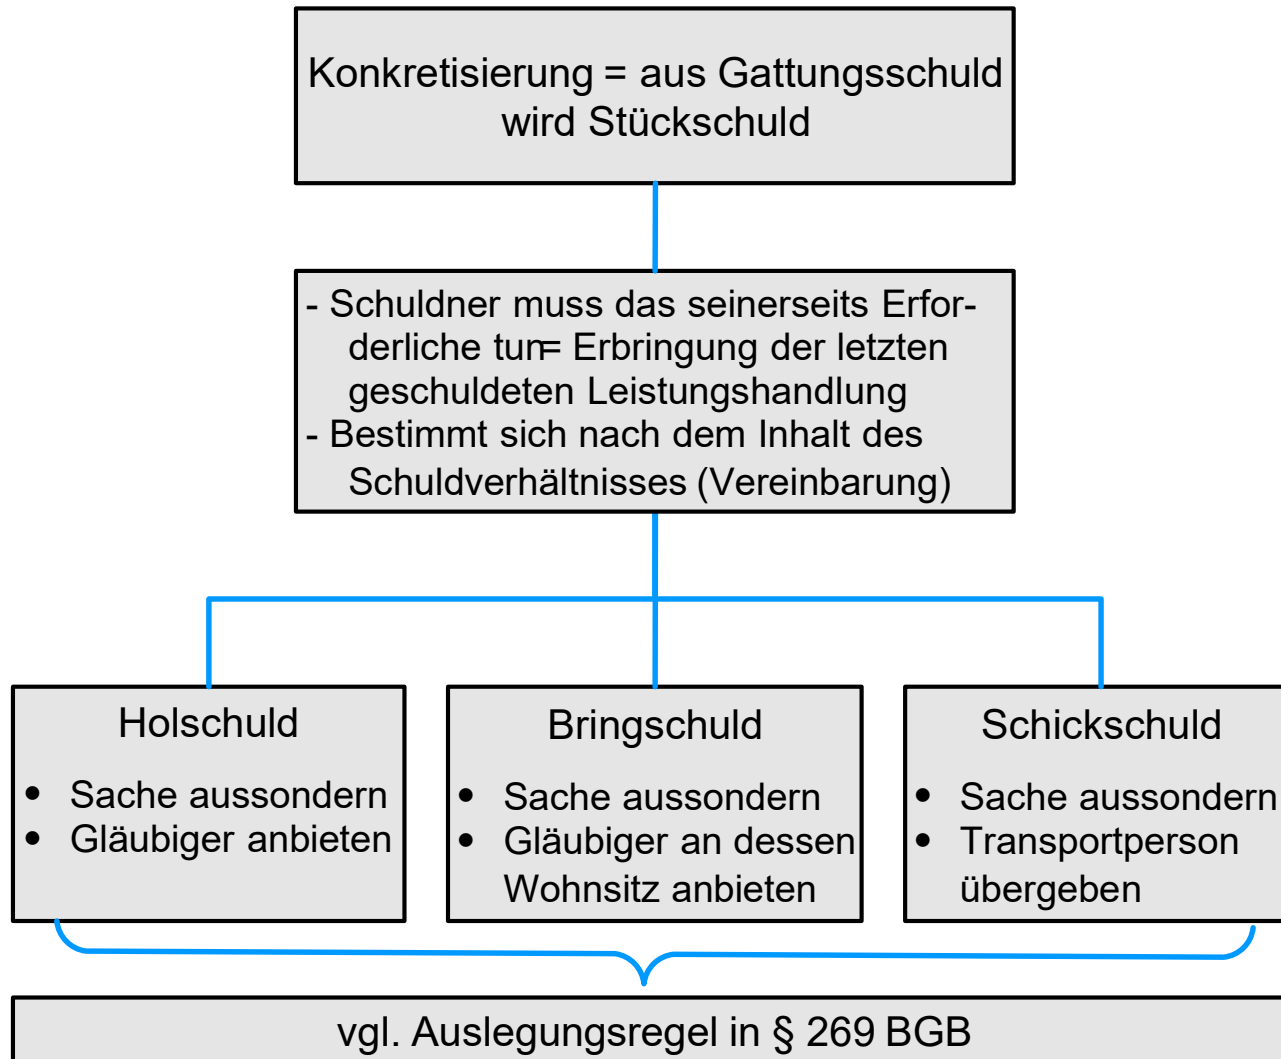 Konkretisierung = aus Gattungsschuld
wird Stückschuld
- Schuldner muss das seinerseits Erfor-
derliche tun= Erbringung der letzten
geschuldeten Leistungshandlung
- Bestimmt sich nach dem Inhalt des
Schuldverhältnisses (Vereinbarung)
Holschuld
• Sache aussondern
• Gläubiger anbieten
Bringschuld
• Sache aussondern
• Gläubiger an dessen
Wohnsitz anbieten
Schickschuld
• Sache aussondern
• Transportperson
übergeben
vgl. Auslegungsregel in § 269 BGB